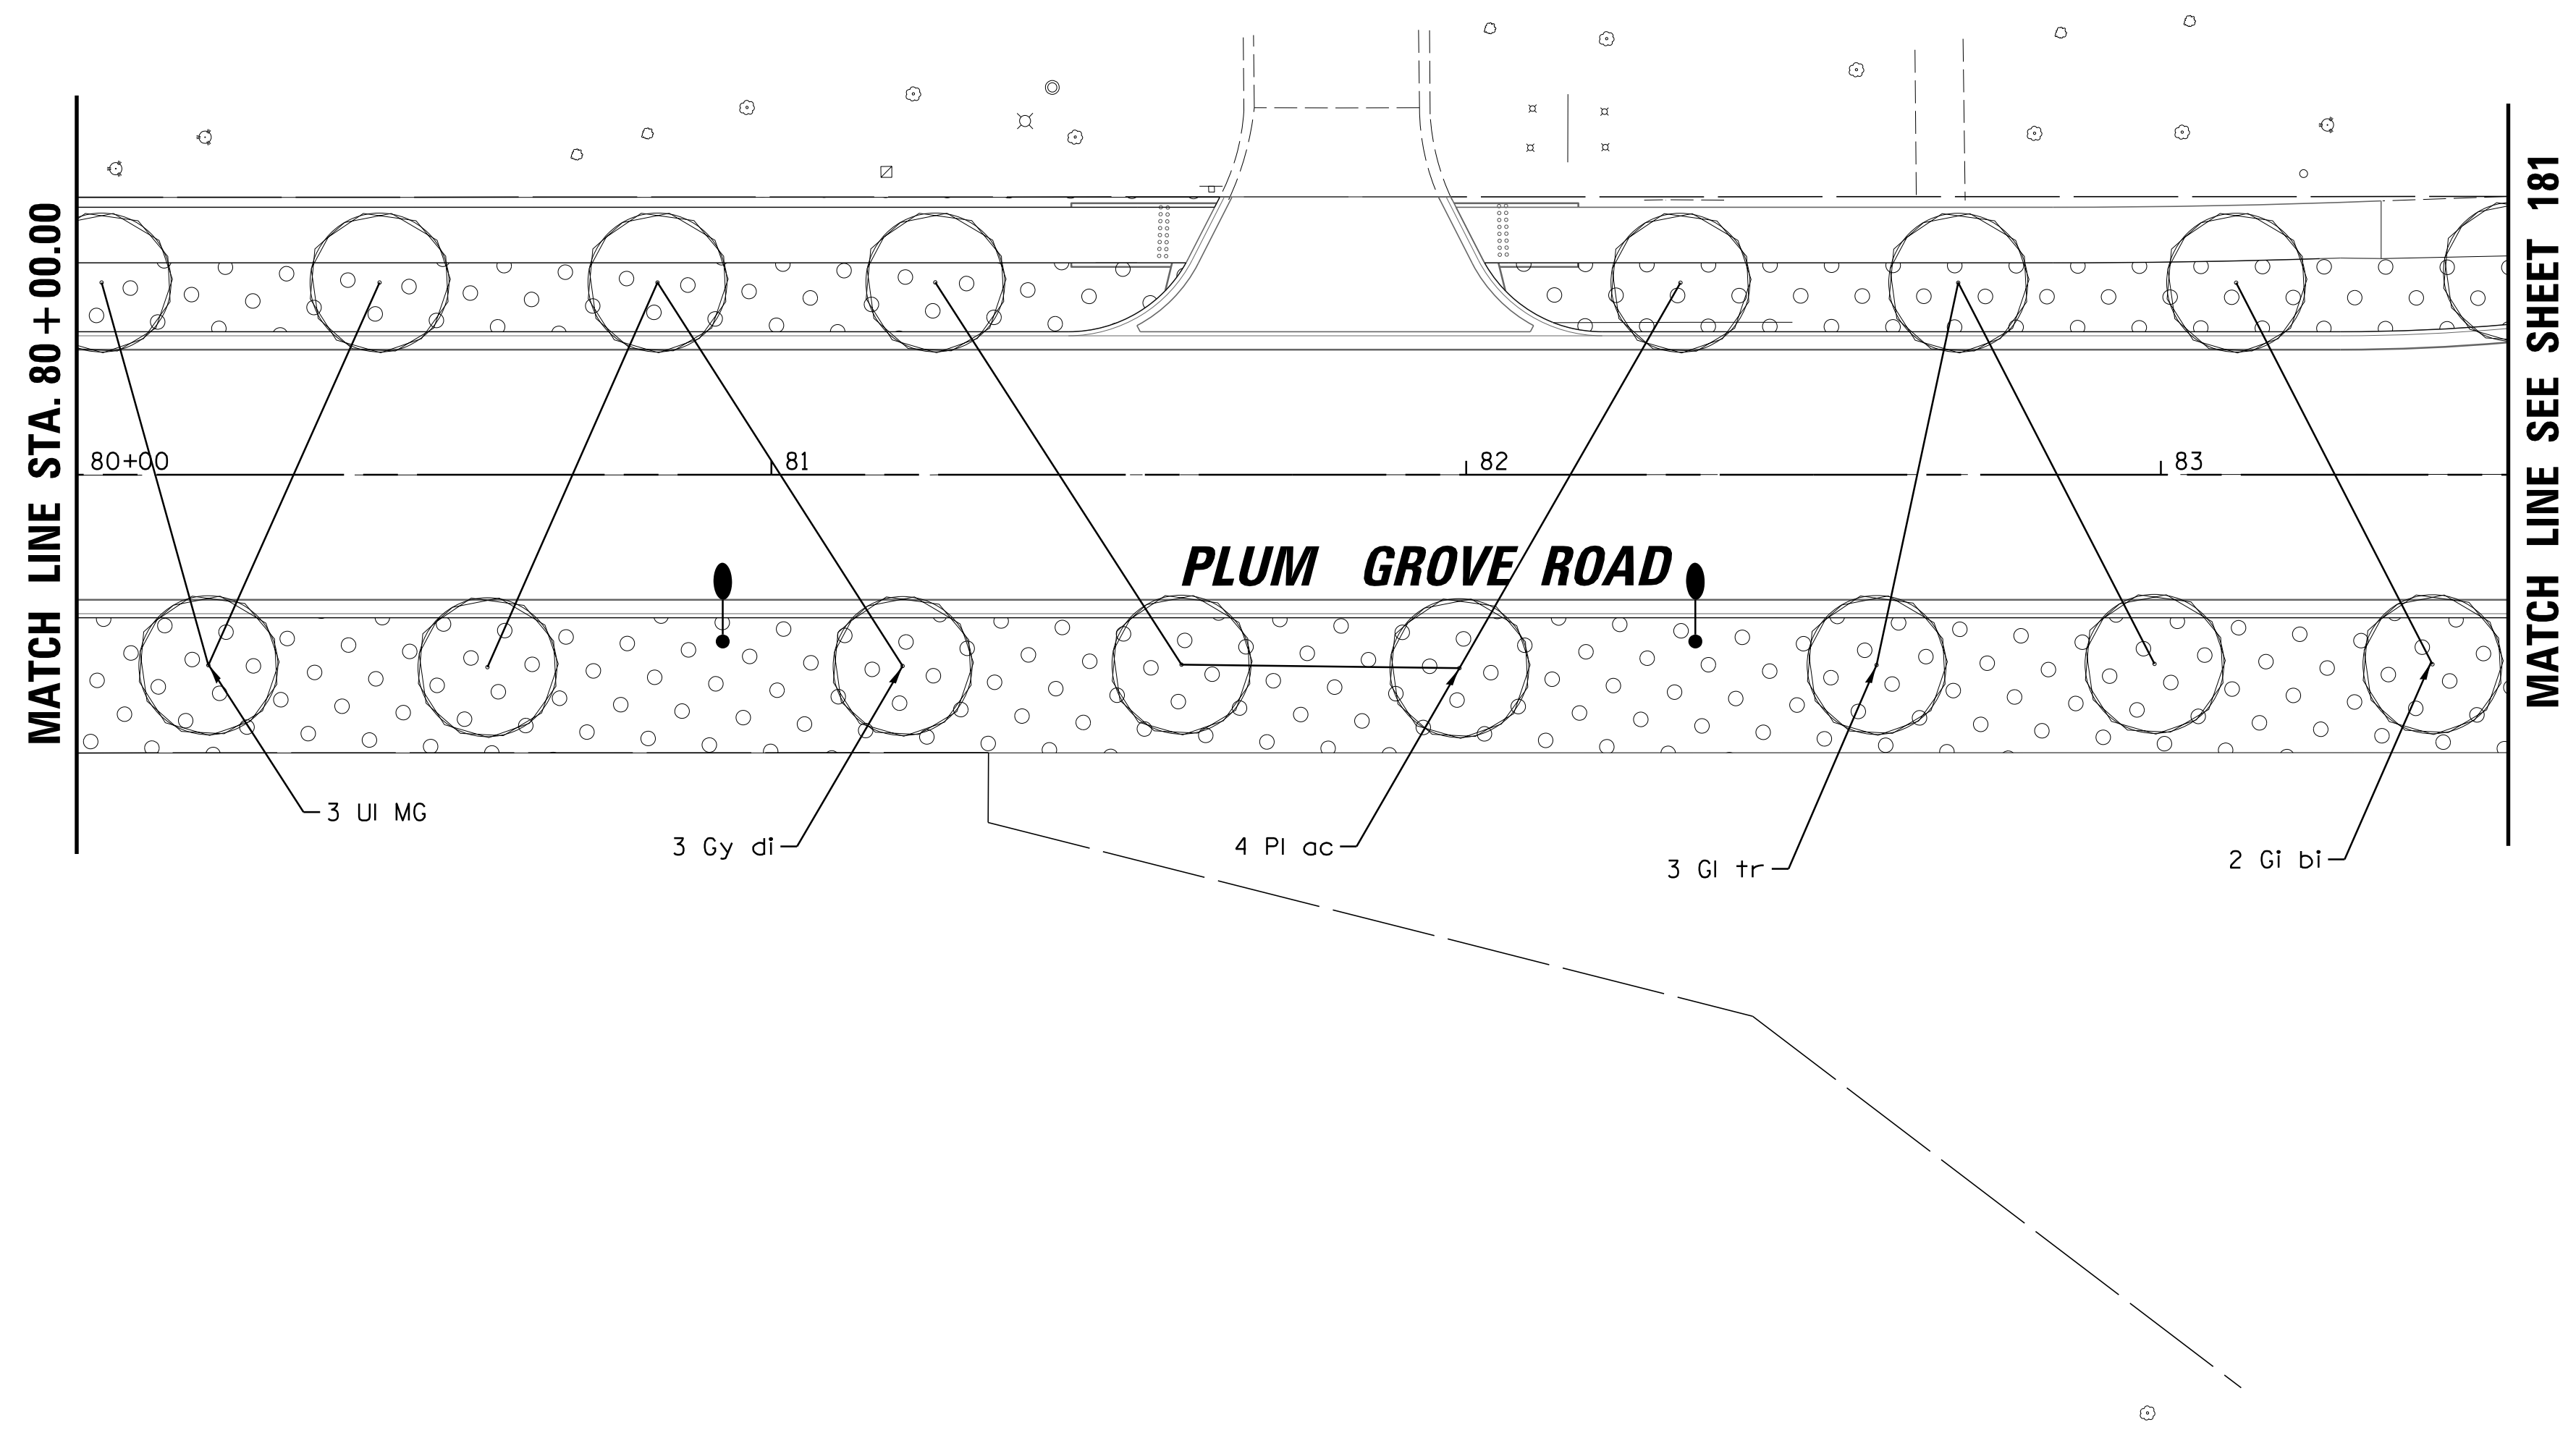 MATCH LINE STA. 80+00.00
80+00
81
82
83
PLUM GROVE ROAD
3 Ul MG
3 Gy di
4 Pl ac
3 Gl tr
2 Gi bi
MATCH LINE SEE SHEET 181